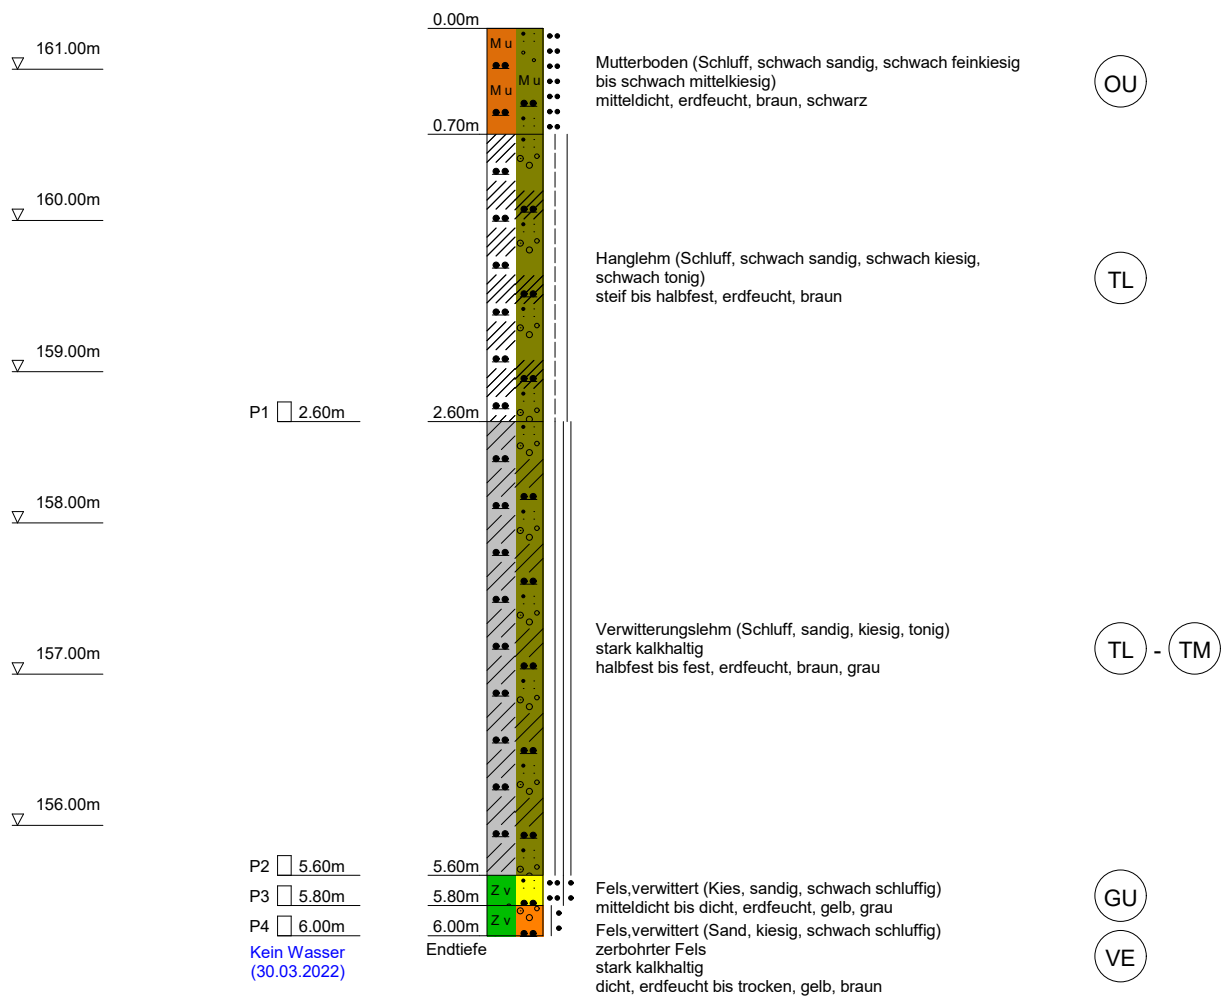 0.00m
161.00m
M u
M u
M u
Mutterboden (Schluff, schwach sandig, schwach feinkiesig
bis schwach mittelkiesig)
mitteldicht, erdfeucht, braun, schwarz
OU
0.70m
160.00m
Hanglehm (Schluff, schwach sandig, schwach kiesig,
schwach tonig)
steif bis halbfest, erdfeucht, braun
TL
159.00m
P1 2.60m
2.60m
158.00m
Verwitterungslehm (Schluff, sandig, kiesig, tonig)
stark kalkhaltig
halbfest bis fest, erdfeucht, braun, grau
TL - TM
157.00m
156.00m
P2 5.60m
5.60m
P3 5.80m
5.80m
Z v
Fels,verwittert (Kies, sandig, schwach schluffig)
mitteldicht bis dicht, erdfeucht, gelb, grau
GU
P4 6.00m
6.00m
Z v
Kein Wasser
(30.03.2022)
Endtiefe
Fels,verwittert (Sand, kiesig, schwach schluffig)
zerbohrter Fels
stark kalkhaltig
dicht, erdfeucht bis trocken, gelb, braun
VE